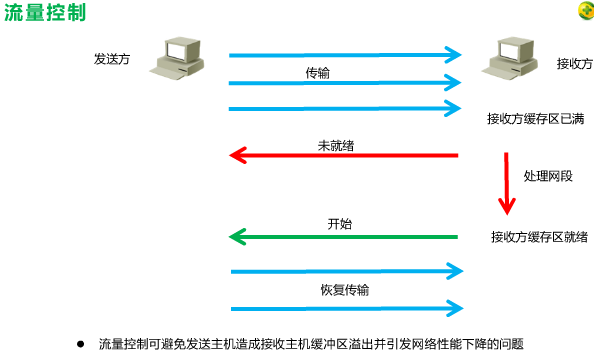 流量控制
发送方
接收方
传输
接收方缓存区已满
未就绪
处理网段
开始
接收方缓存区就绪
恢复传输
● 流量控制可避免发送主机造成接收主机缓冲区溢出并引发网络性能下降的问题